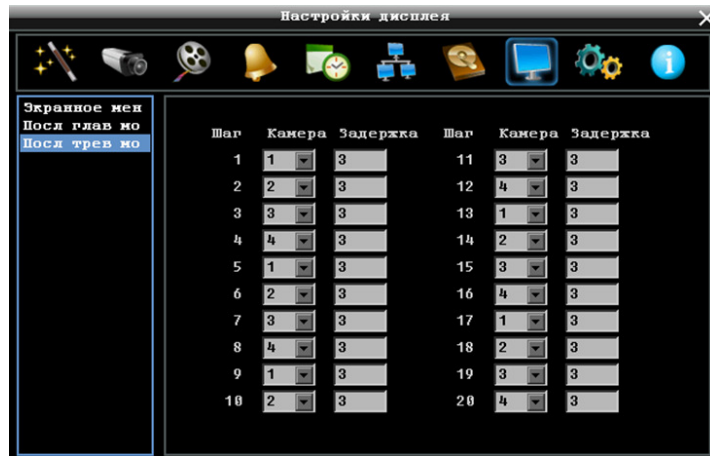 Настройки дисплея
Экранное мен
Посл глав мо
Посл трев мо
Шаг Камера Задержка Шаг Камера Задержка
1 1 3 11 3 3
2 2 3 12 4 3
3 3 3 13 1 3
4 4 3 14 2 3
5 1 3 15 3 3
6 2 3 16 4 3
7 3 3 17 1 3
8 4 3 18 2 3
9 1 3 19 3 3
10 2 3 20 4 3